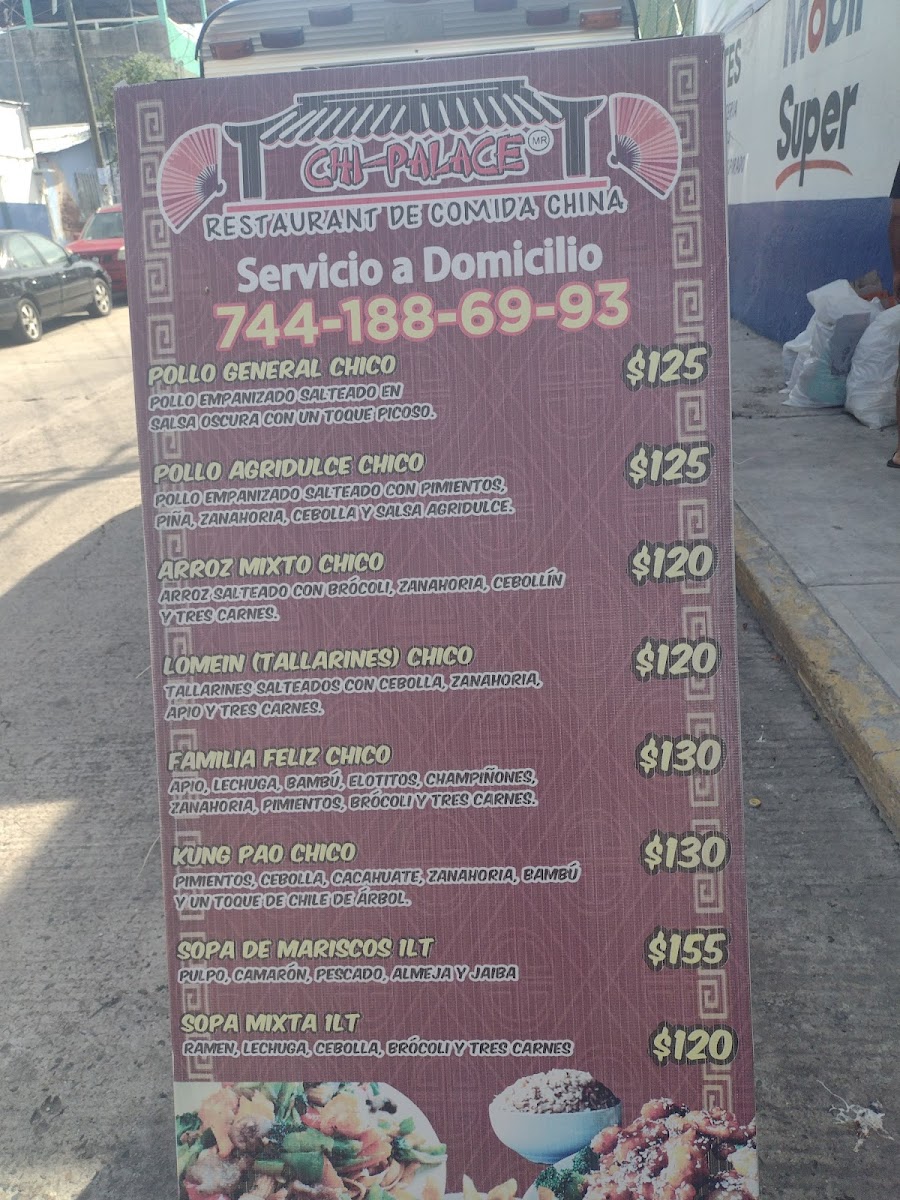 Mobil
Super
CHI-PALACE MR
RESTAURANT DE COMIDA CHINA
Servicio a Domicilio
744-188-69-93
POLLO GENERAL CHICO $125
POLLO EMPANIZADO SALTEADO EN
SALSA OSCURA CON UN TOQUE PICOSO.
POLLO AGRIDULCE CHICO $125
POLLO EMPANIZADO SALTEADO CON PIMIENTOS,
PIÑA, ZANAHORIA, CEBOLLA Y SALSA AGRIDULCE.
ARROZ MIXTO CHICO $120
ARROZ SALTEADO CON BRÓCOLI, ZANAHORIA, CEBOLLÍN
Y TRES CARNES.
LOMEIN (TALLARINES) CHICO $120
TALLARINES SALTEADOS CON CEBOLLA, ZANAHORIA,
APIO Y TRES CARNES.
FAMILIA FELIZ CHICO $130
APIO, LECHUGA, BAMBÚ, ELOTITOS, CHAMPIÑONES,
ZANAHORIA, PIMIENTOS, BRÓCOLI Y TRES CARNES.
KUNG PAO CHICO $130
PIMIENTOS, CEBOLLA, CACAHUATE, ZANAHORIA, BAMBÚ
Y UN TOQUE DE CHILE DE ÁRBOL.
SOPA DE MARISCOS 1LT $155
PULPO, CAMARÓN, PESCADO, ALMEJA Y JAIBA
SOPA MIXTA 1LT $120
RAMEN, LECHUGA, CEBOLLA, BRÓCOLI Y TRES CARNES